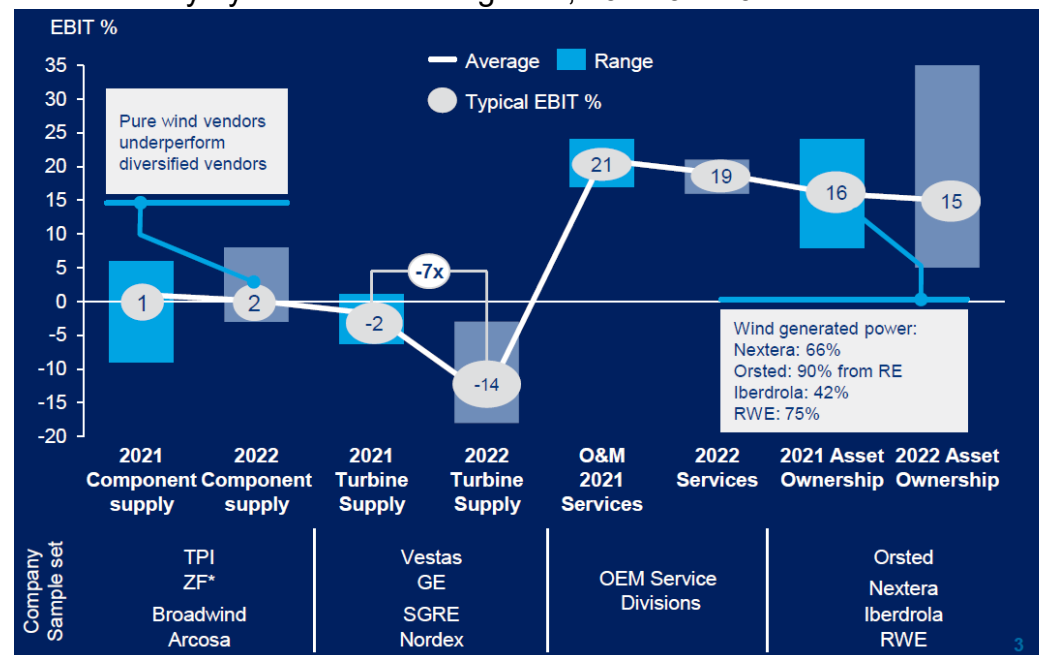 EBIT %
Average
Range
Typical EBIT %
35
30
25
20
15
10
5
0
-5
-10
-15
-20
Pure wind vendors
underperform
diversified vendors
1
2
-2
-7x
-14
21
19
16
15
Wind generated power:
Nextera: 66%
Orsted: 90% from RE
Iberdrola: 42%
RWE: 75%
2021
Component
supply
2022
Component
supply
2021
Turbine
Supply
2022
Turbine
Supply
O&M
2021
Services
2022
Services
2021 Asset
Ownership
2022 Asset
Ownership
Company
Sample set
TPI
ZF*
Broadwind
Arcosa
Vestas
GE
SGRE
Nordex
OEM Service
Divisions
Orsted
Nextera
Iberdrola
RWE
3